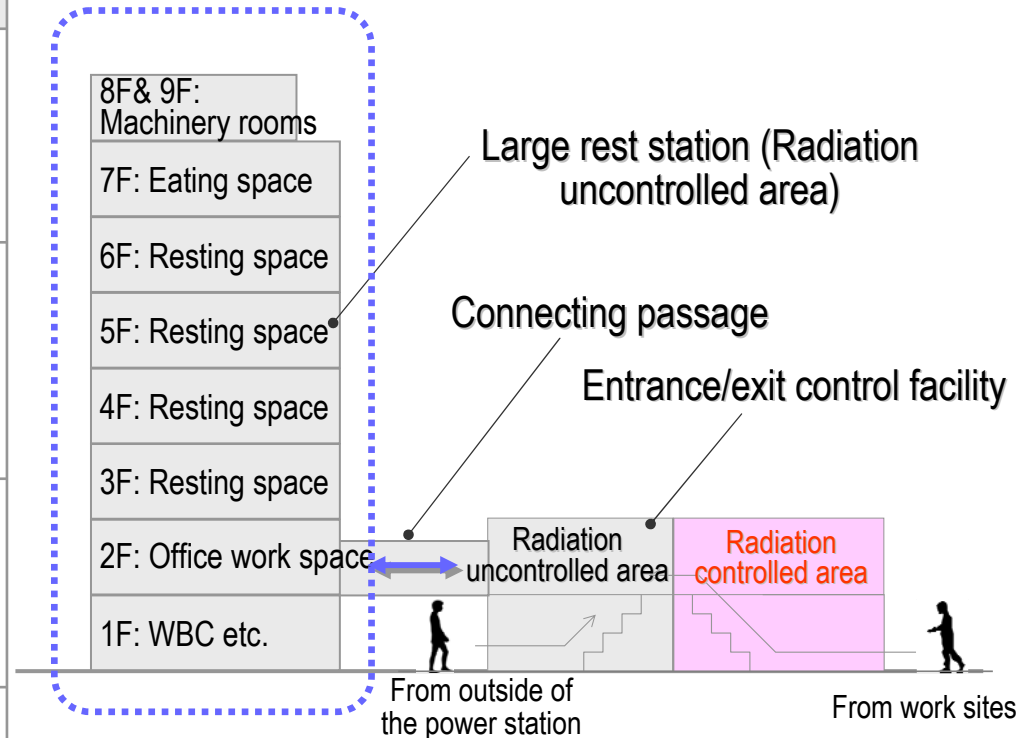 8F& 9F:
Machinery rooms
7F: Eating space
6F: Resting space
5F: Resting space
4F: Resting space
3F: Resting space
2F: Office work space
1F: WBC etc.
Large rest station (Radiation
uncontrolled area)
Connecting passage
Entrance/exit control facility
Radiation
uncontrolled area
Radiation
controlled area
From outside of
the power station
From work sites